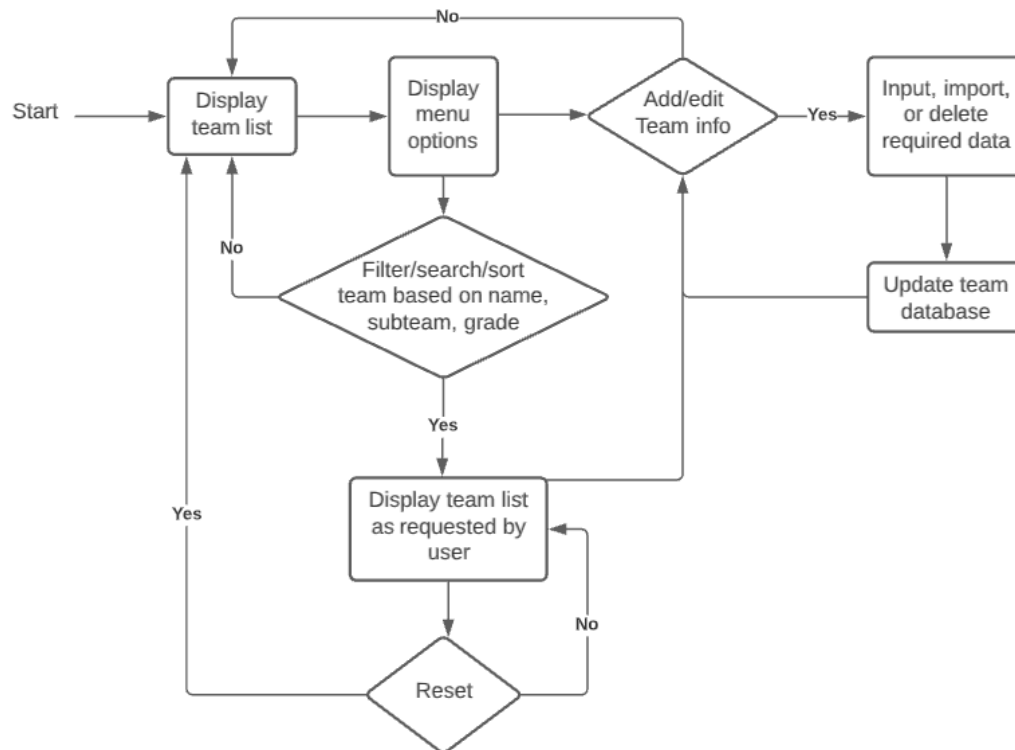 No
Start
Display
team list
Display
menu
options
Add/edit
Team info
Yes
Input, import,
or delete
required data
No
Filter/search/sort
team based on name,
subteam, grade
Update team
database
Yes
Display team list
as requested by
user
Yes
No
Reset